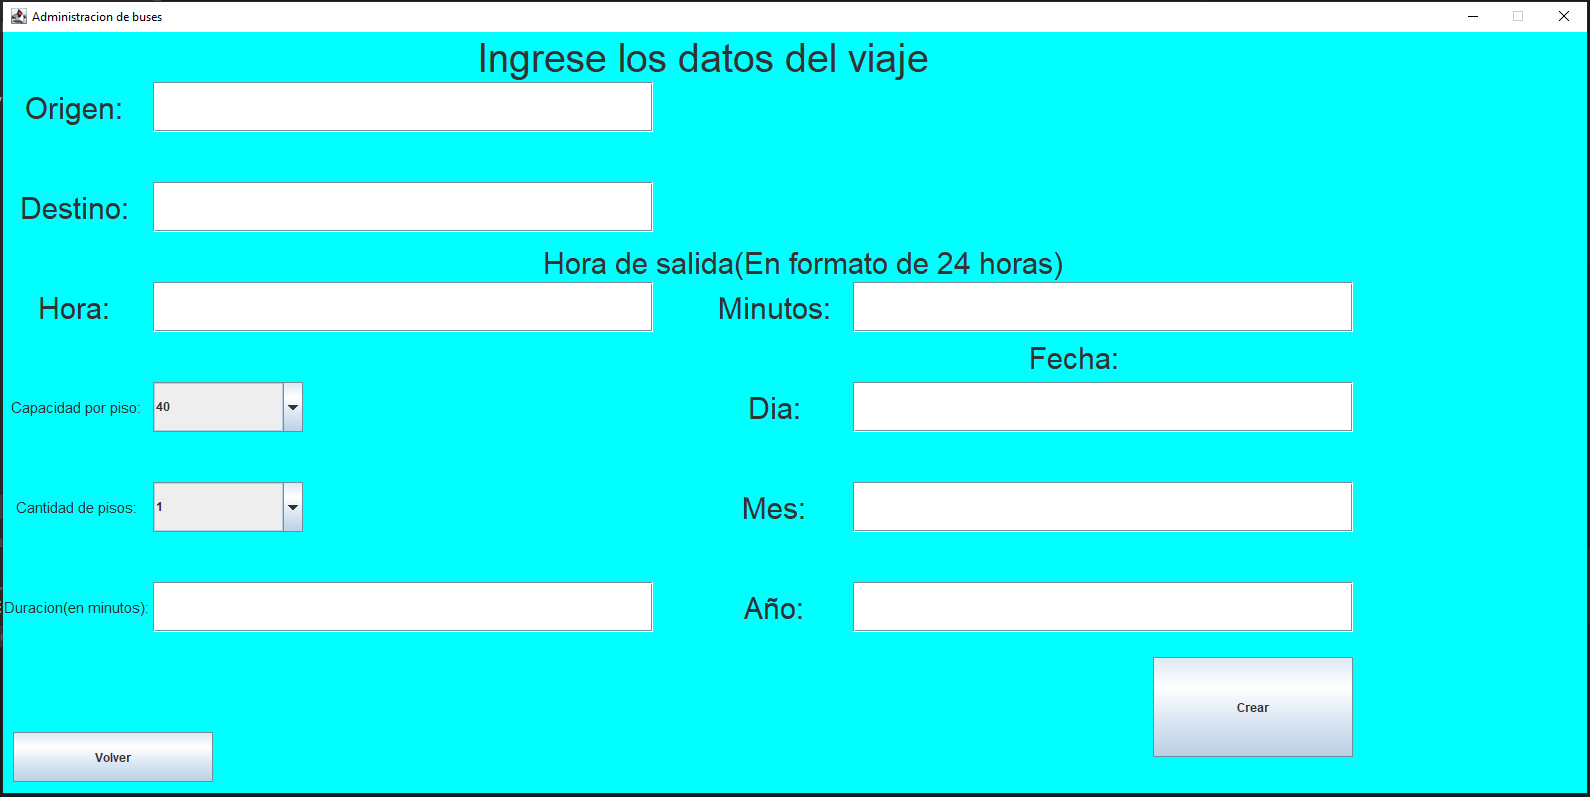 Administracion de buses
Ingrese los datos del viaje
Origen:
Destino:
Hora de salida(En formato de 24 horas)
Hora:
Minutos:
Fecha:
Capacidad por piso:
40
Dia:
Cantidad de pisos:
1
Mes:
Duracion(en minutos):
Año:
Crear
Volver